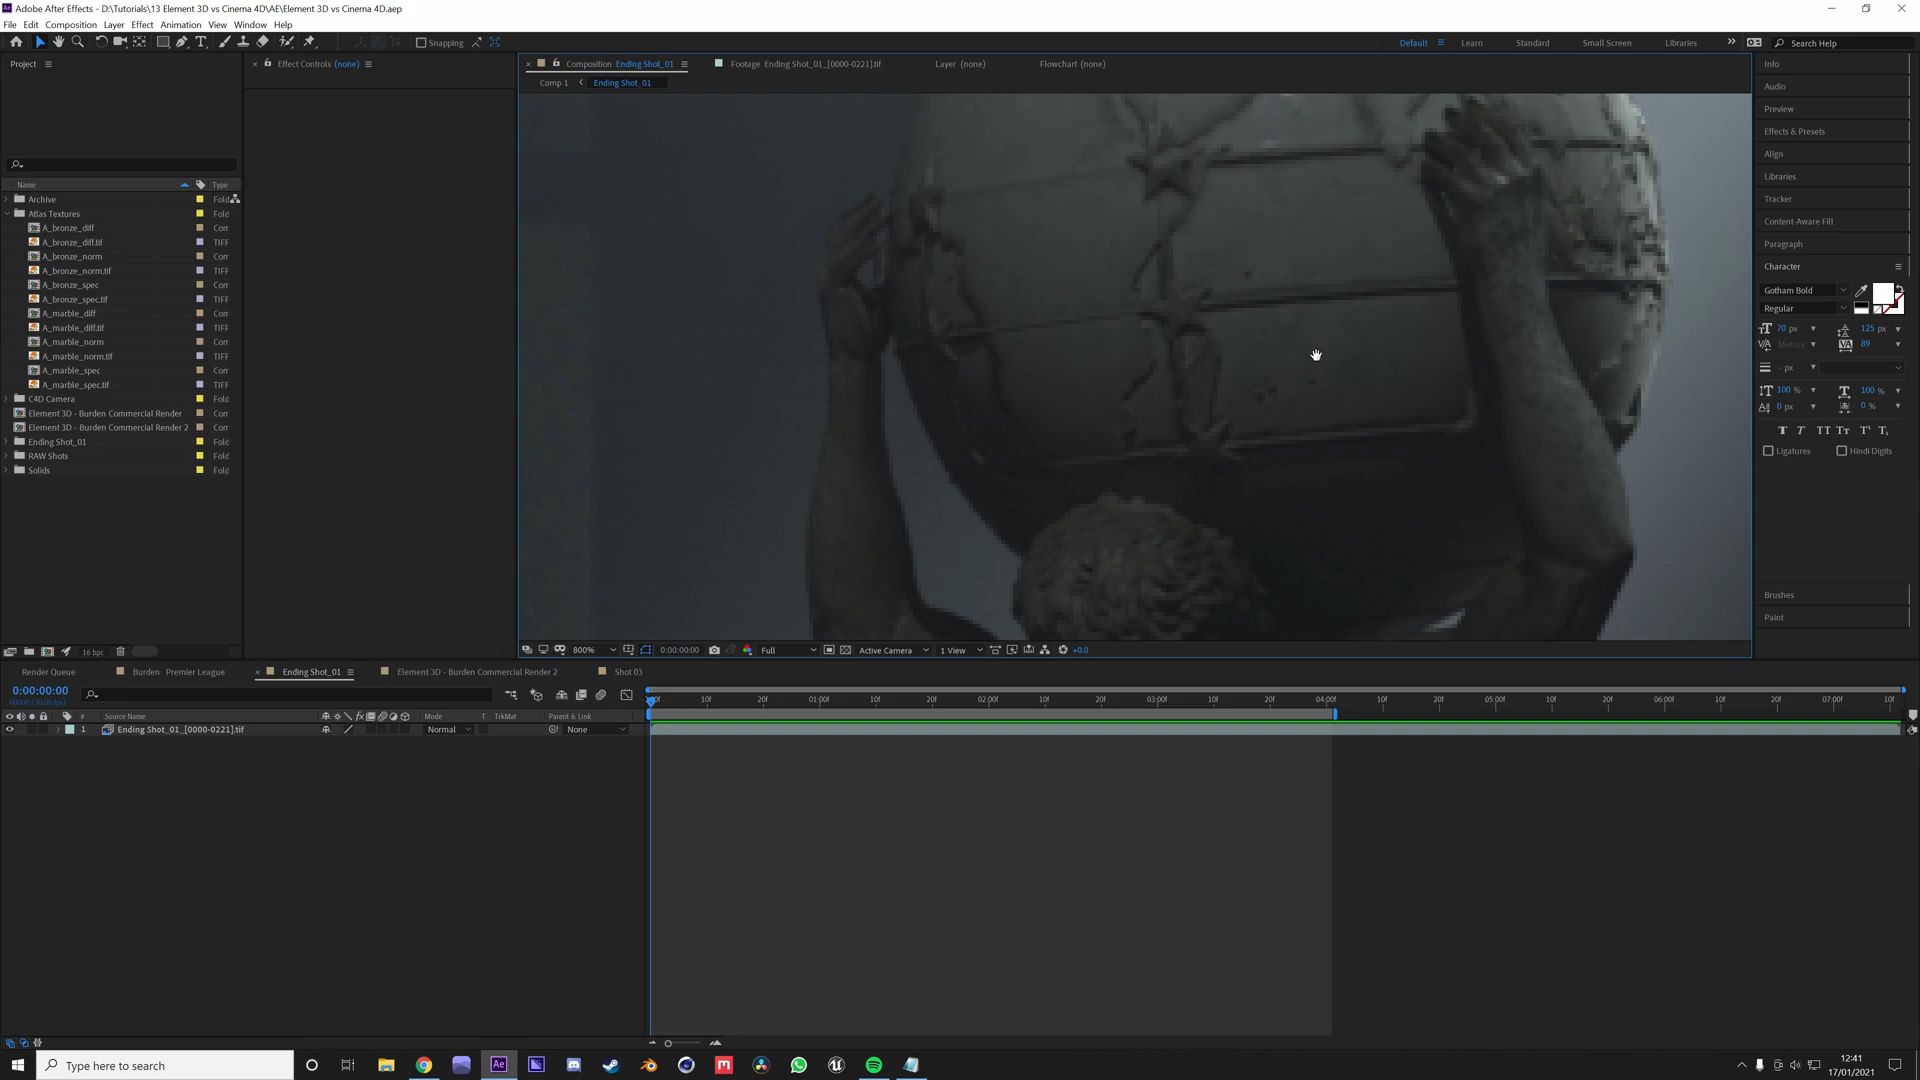 Adobe After Effects - D:\Tutorials\13 Element 3D vs Cinema 4D\AE\Element 3D vs Cinema 4D.aep
File Edit Composition Layer Effect Animation View Window Help
Snapping
Default Learn Standard Small Screen Libraries Search Help
Project
Effect Controls (none)
Composition Ending Shot_01
Footage Ending Shot_01_[0000-0221].tif
Layer (none)
Flowchart (none)
Comp 1 Ending Shot_01
Name Type
Archive Fold
Atlas Textures Fold
A_bronze_diff Com
A_bronze_diff.tif TIFF
A_bronze_norm Com
A_bronze_norm.tif TIFF
A_bronze_spec Com
A_bronze_spec.tif TIFF
A_marble_diff Com
A_marble_diff.tif TIFF
A_marble_norm Com
A_marble_norm.tif TIFF
A_marble_spec Com
A_marble_spec.tif TIFF
C4D Camera Fold
Element 3D - Burden Commercial Render Com
Element 3D - Burden Commercial Render 2 Com
Ending Shot_01 Fold
RAW Shots Fold
Solids Fold
16 bpc
800% 0:00:00:00 Full Active Camera 1 View +0.0
Info
Audio
Preview
Effects & Presets
Align
Libraries
Tracker
Content-Aware Fill
Paragraph
Character
Gotham Bold
Regular
70 px 125 px
Metrics 89
- px
100 % 100 %
0 px 0 %
Ligatures Hindi Digits
Brushes
Paint
Render Queue Burden Premier League Ending Shot_01 Element 3D - Burden Commercial Render 2 Shot 03
0:00:00:00
00000 (30.00 fps)
# Source Name Mode T TrkMat Parent & Link
1 Ending Shot_01_[0000-0221].tif Normal None
10f 20f 01:00f 10f 20f 02:00f 10f 20f 03:00f 10f 20f 04:00f 10f 20f 05:00f 10f 20f 06:00f 10f 20f 07:00f 10f
Type here to search
12:41
17/01/2021